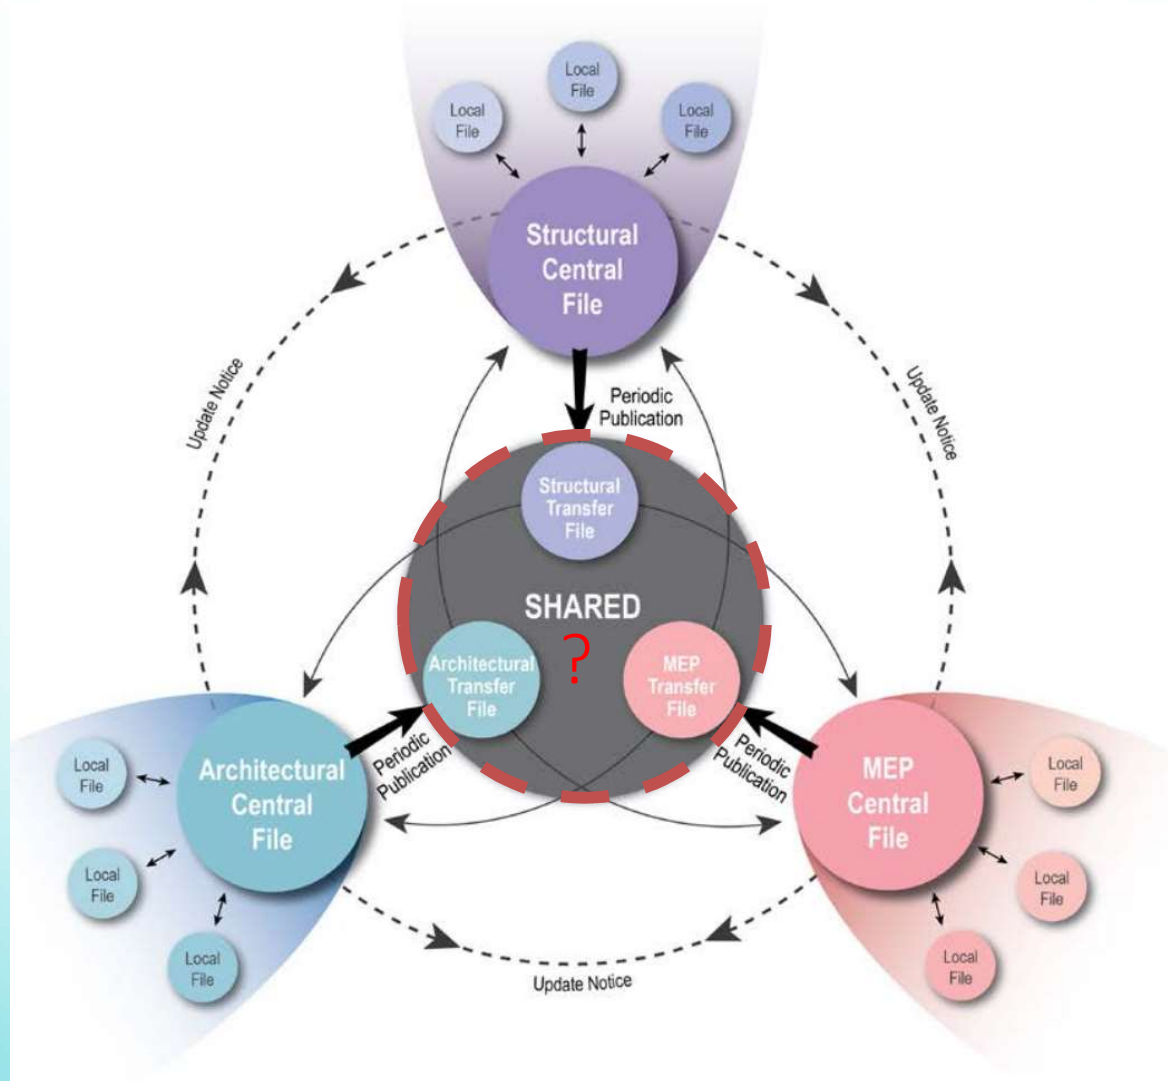 Local
File
Local
File
Local
File
Structural
Central
File
Update Notice
Update Notice
Periodic
Publication
Structural
Transfer
File
SHARED
?
Architectural
Transfer
File
MEP
Transfer
File
Periodic
Publication
Periodic
Publication
Architectural
Central
File
MEP
Central
File
Local
File
Local
File
Local
File
Local
File
Local
File
Local
File
Update Notice